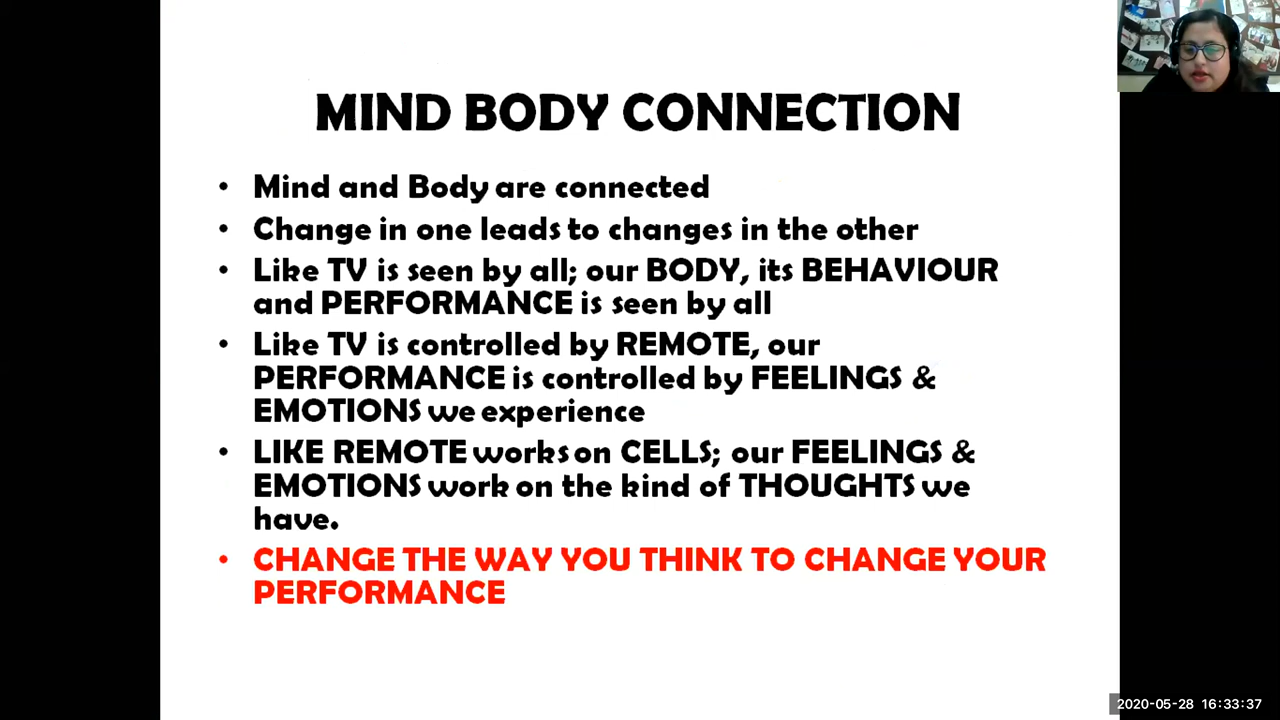 MIND BODY CONNECTION
• Mind and Body are connected
• Change in one leads to changes in the other
• Like TV is seen by all; our BODY, its BEHAVIOUR
and PERFORMANCE is seen by all
• Like TV is controlled by REMOTE, our
PERFORMANCE is controlled by FEELINGS &
EMOTIONS we experience
• LIKE REMOTE works on CELLS; our FEELINGS &
EMOTIONS work on the kind of THOUGHTS we
have.
• CHANGE THE WAY YOU THINK TO CHANGE YOUR
PERFORMANCE
2020-05-28 16:33:37